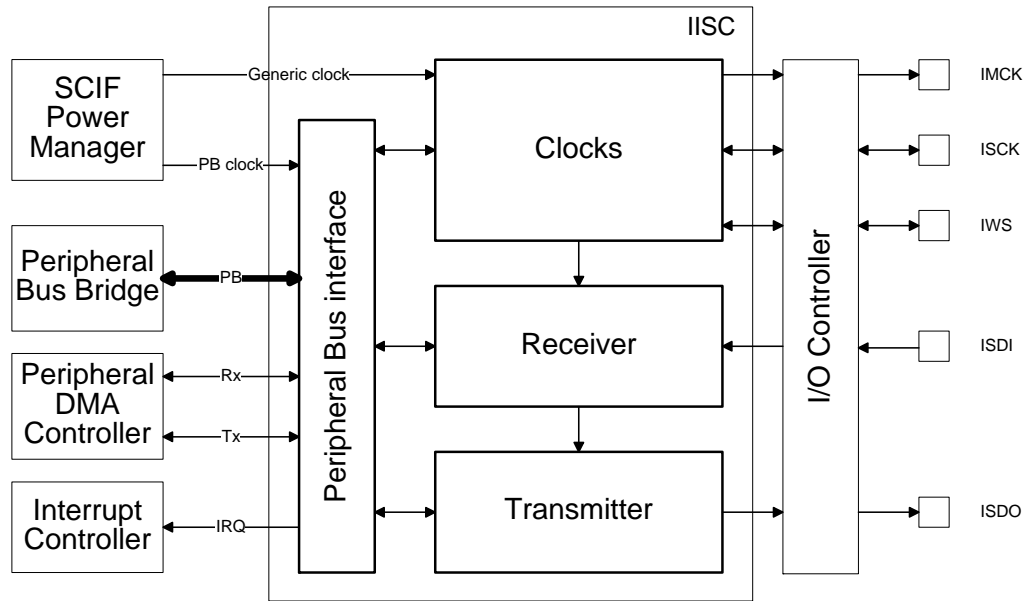 IISC
SCIF
Power
Manager
Generic clock
PB clock
Clocks
IMCK
ISCK
IWS
Peripheral
Bus Bridge
PB
Peripheral Bus interface
Receiver
I/O Controller
ISDI
Peripheral
DMA
Controller
Rx
Tx
Interrupt
Controller
IRQ
Transmitter
ISDO